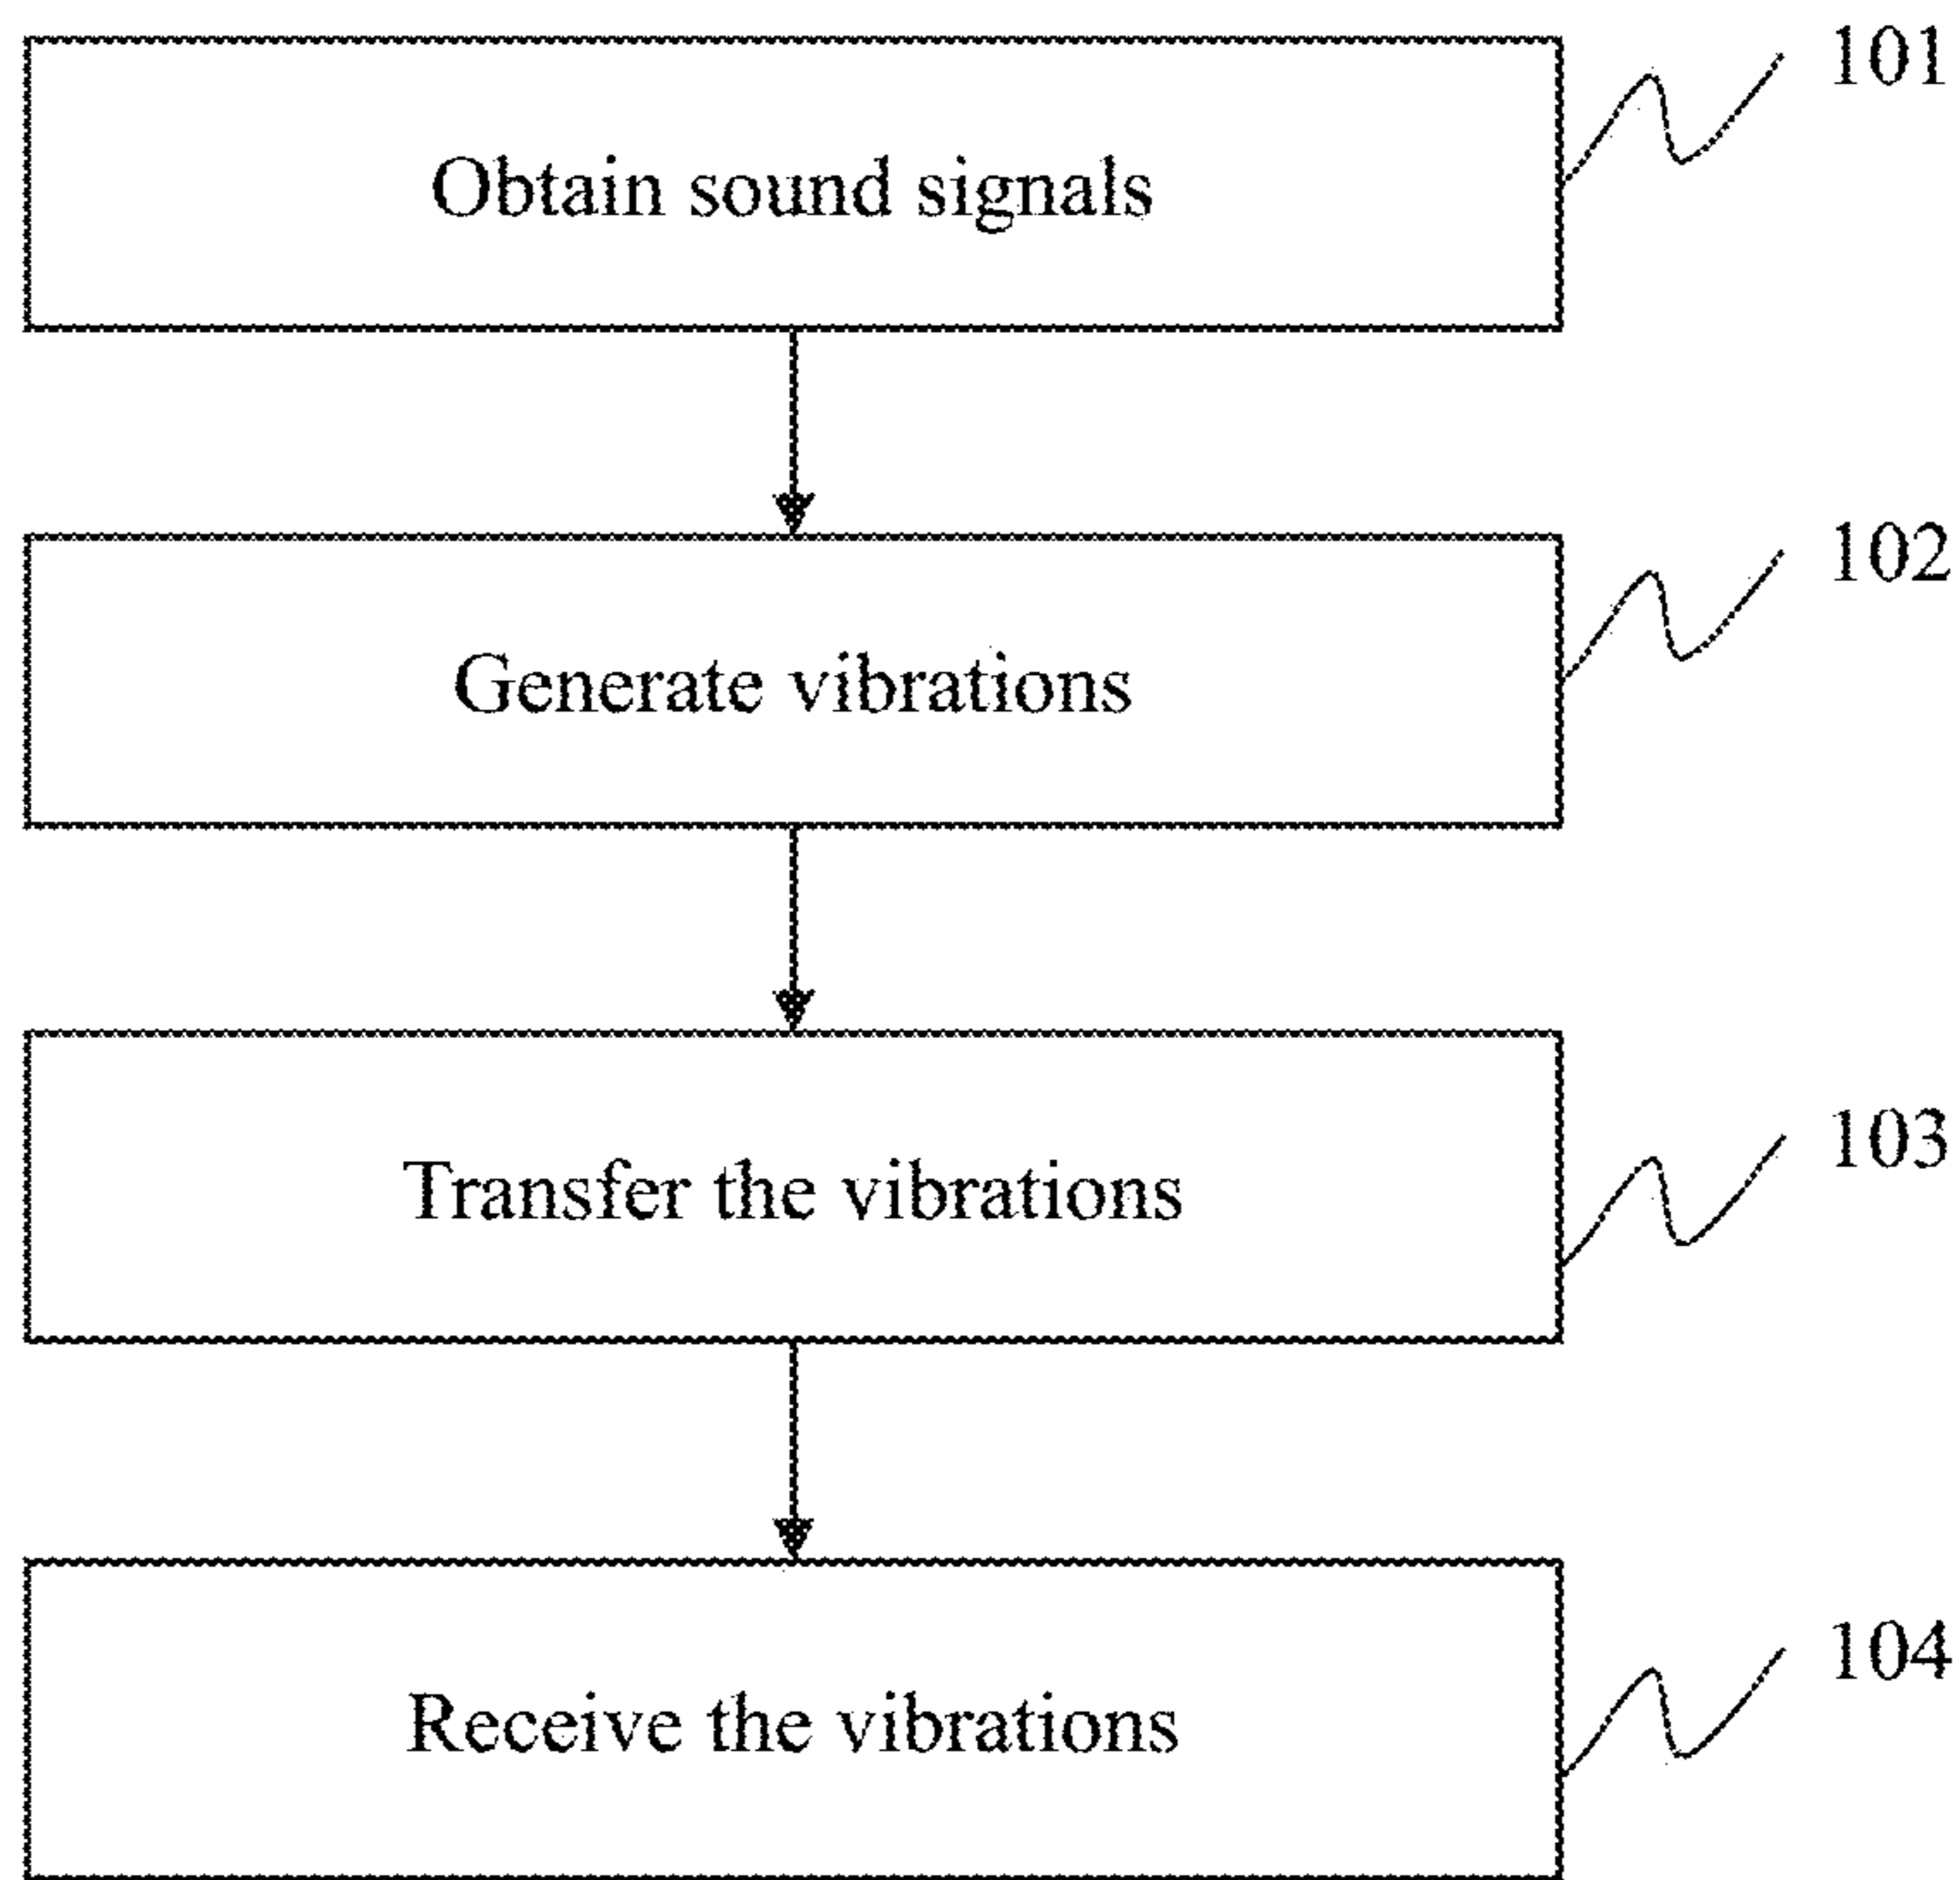 101
Obtain sound signals
102
Generate vibrations
103
Transfer the vibrations
104
Receive the vibrations